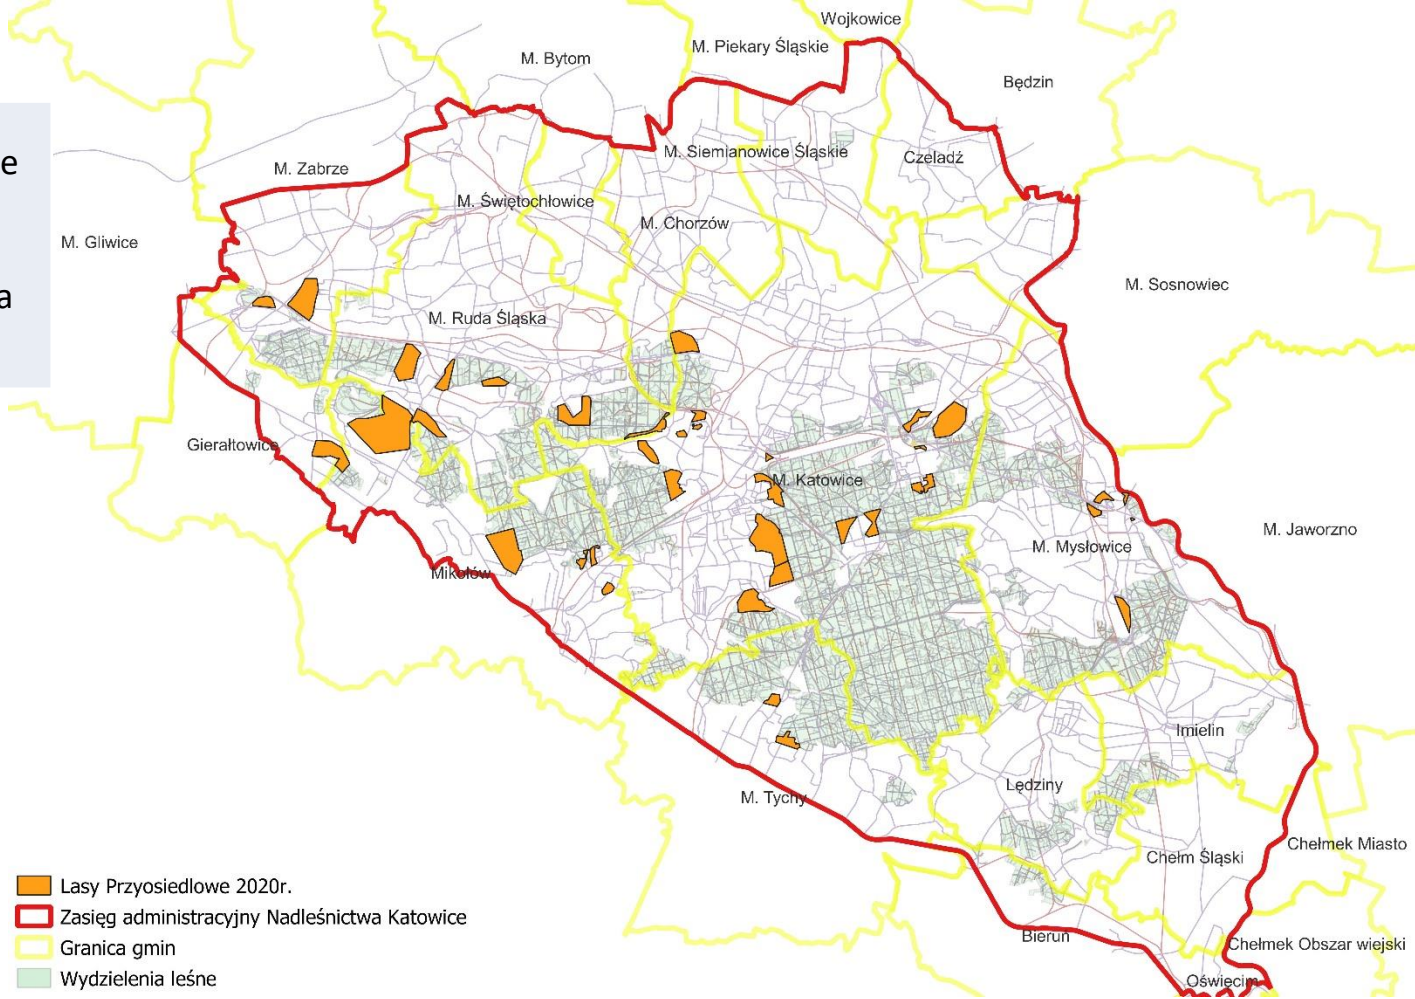 Wojkowice
M. Piekary Śląskie
M. Bytom
Będzin
e
M. Siemianowice Śląskie
Czeladź
M. Zabrze
M. Świętochłowice
M. Chorzów
M. Gliwice
M. Sosnowiec
a
M. Ruda Śląska
Gierałtowice
M. Katowice
M. Jaworzno
M. Mysłowice
Mikołów
Imielin
Lędziny
M. Tychy
Chełmek Miasto
Chełm Śląski
Lasy Przyosiedlowe 2020r.
Zasięg administracyjny Nadleśnictwa Katowice
Bieruń
Chełmek Obszar wiejski
Granica gmin
Wydzielenia leśne
Oświęcim